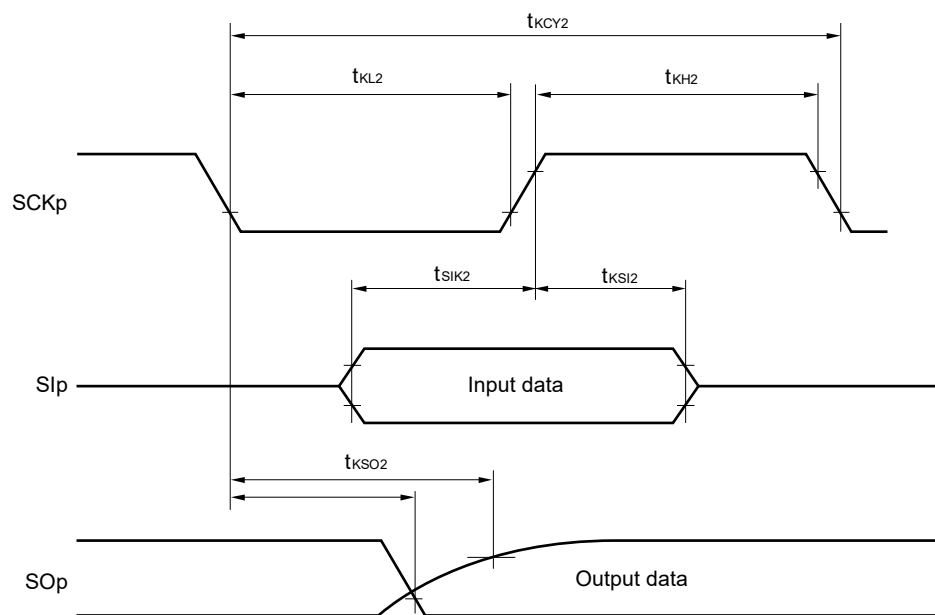 tKCY2
tKL2
tKH2
SCKp
tSIK2
tKSI2
SIp
Input data
tKSO2
SOp
Output data